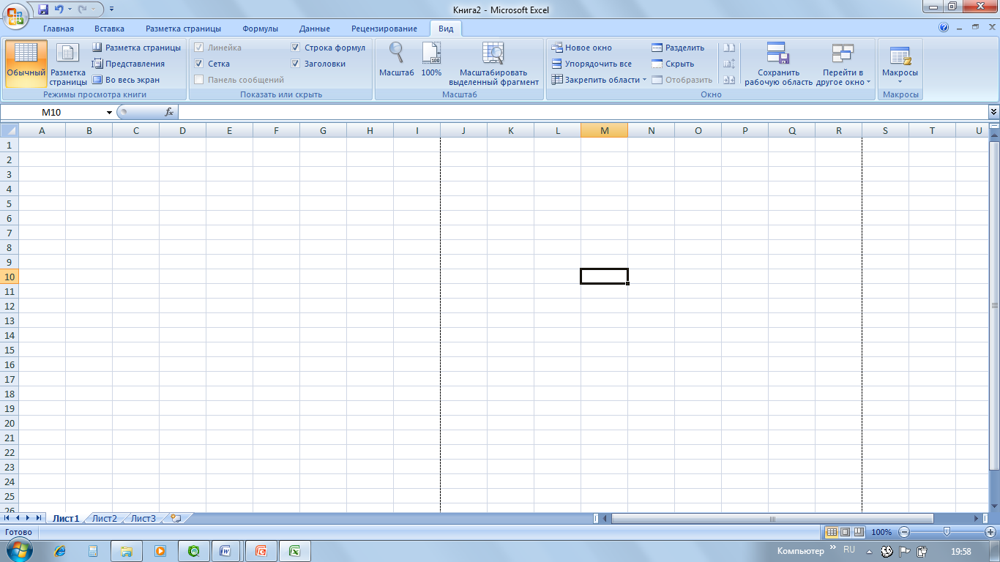 Книга2 - Microsoft Excel
Главная Вставка Разметка страницы Формулы Данные Рецензирование Вид
Обычный
Разметка страницы
Разметка страницы
Представления
Во весь экран
Режимы просмотра книги
Линейка
Сетка
Панель сообщений
Строка формул
Заголовки
Показать или скрыть
Масштаб
100
100%
Масштабировать
выделенный фрагмент
Масштаб
Новое окно
Упорядочить все
Закрепить области
Разделить
Скрыть
Отобразить
Сохранить
рабочую область
Перейти в
другое окно
Окно
Макросы
Макросы
M10
fx
A B C D E F G H I J K L M N O P Q R S T U
1
2
3
4
5
6
7
8
9
10
11
12
13
14
15
16
17
18
19
20
21
22
23
24
25
26
Лист1 Лист2 Лист3
Готово
100%
Компьютер » RU 19:58